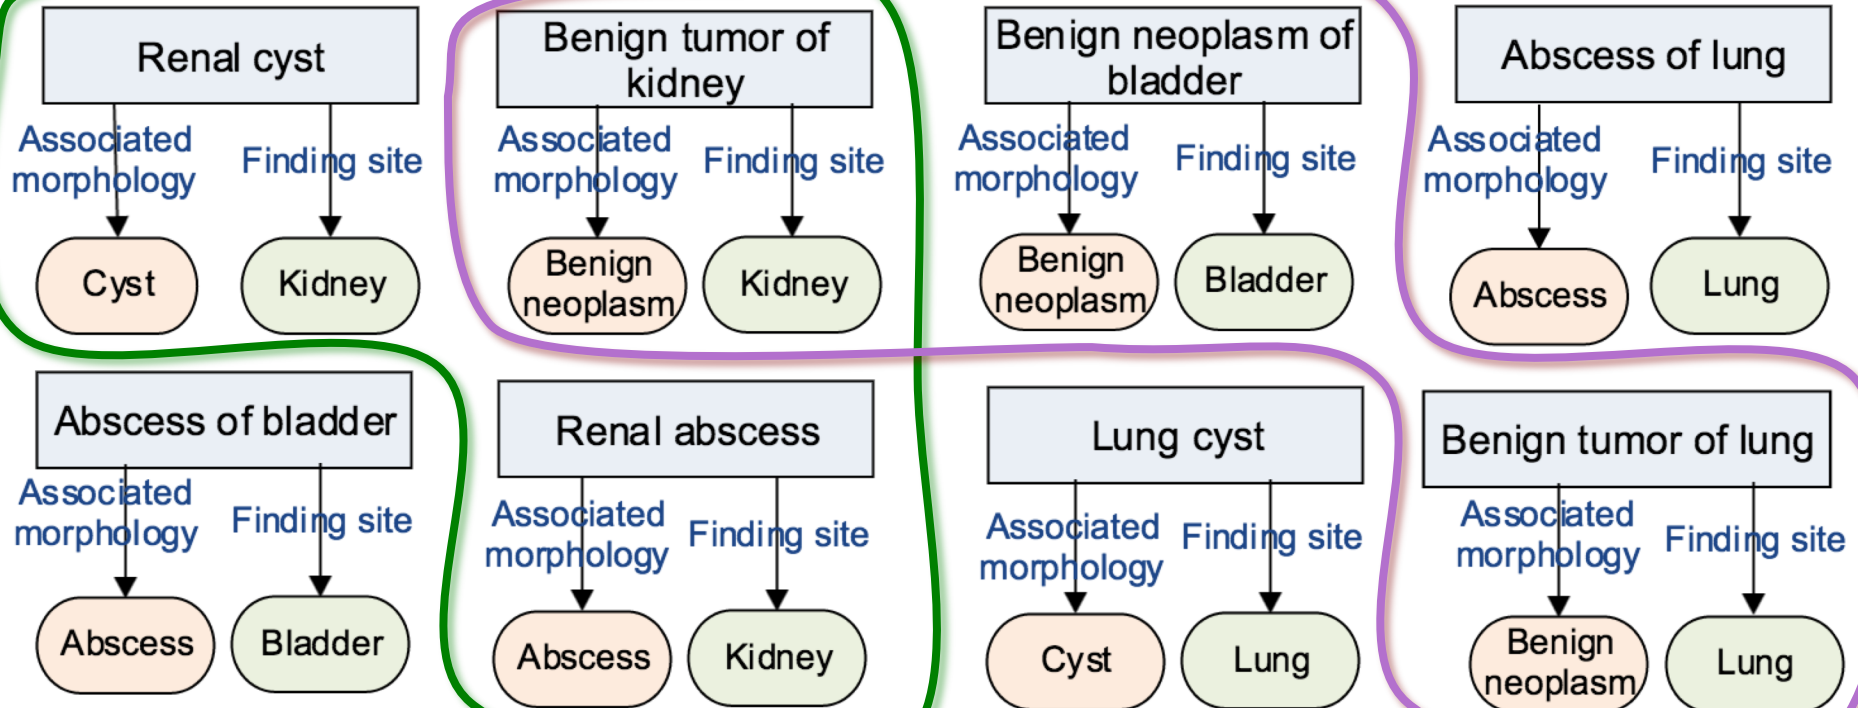 Renal cyst
Associated
morphology
Finding site
Cyst
Kidney
Benign tumor of
kidney
Associated
morphology
Finding site
Benign
neoplasm
Kidney
Benign neoplasm of
bladder
Associated
morphology
Finding site
Benign
neoplasm
Bladder
Abscess of lung
Associated
morphology
Finding site
Abscess
Lung
Abscess of bladder
Associated
morphology
Finding site
Abscess
Bladder
Renal abscess
Associated
morphology
Finding site
Abscess
Kidney
Lung cyst
Associated
morphology
Finding site
Cyst
Lung
Benign tumor of lung
Associated
morphology
Finding site
Benign
neoplasm
Lung